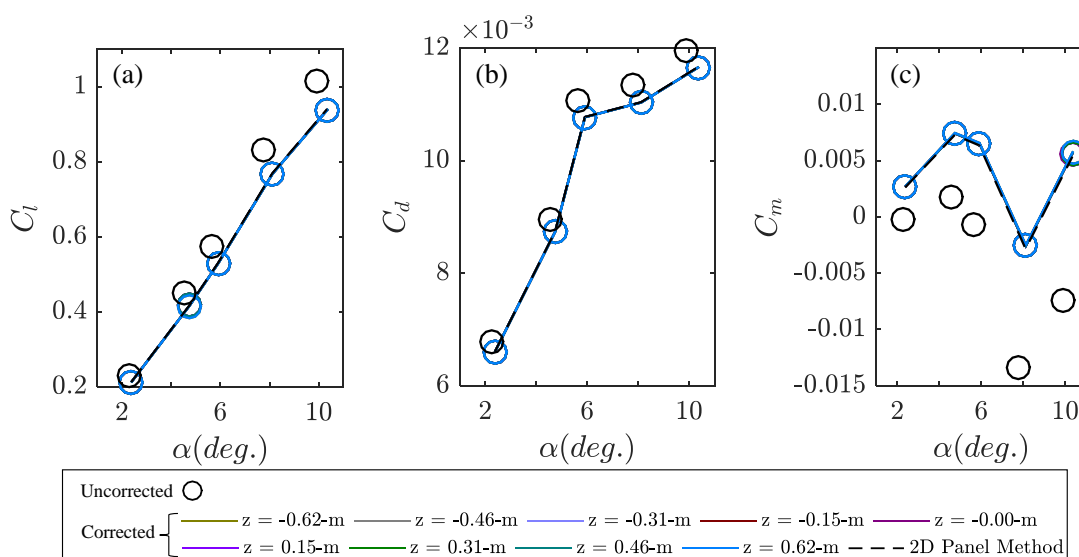 ×10⁻³
(a)
1
0.8
0.6
0.4
0.2
2 6 10
α(deg.)
C_l
(b)
12
10
8
6
2 6 10
α(deg.)
C_d
(c)
0.01
0.005
0
-0.005
-0.01
-0.015
2 6 10
α(deg.)
C_m
Uncorrected
Corrected
z = -0.62-m z = -0.46-m z = -0.31-m z = -0.15-m z = -0.00-m
z = 0.15-m z = 0.31-m z = 0.46-m z = 0.62-m 2D Panel Method